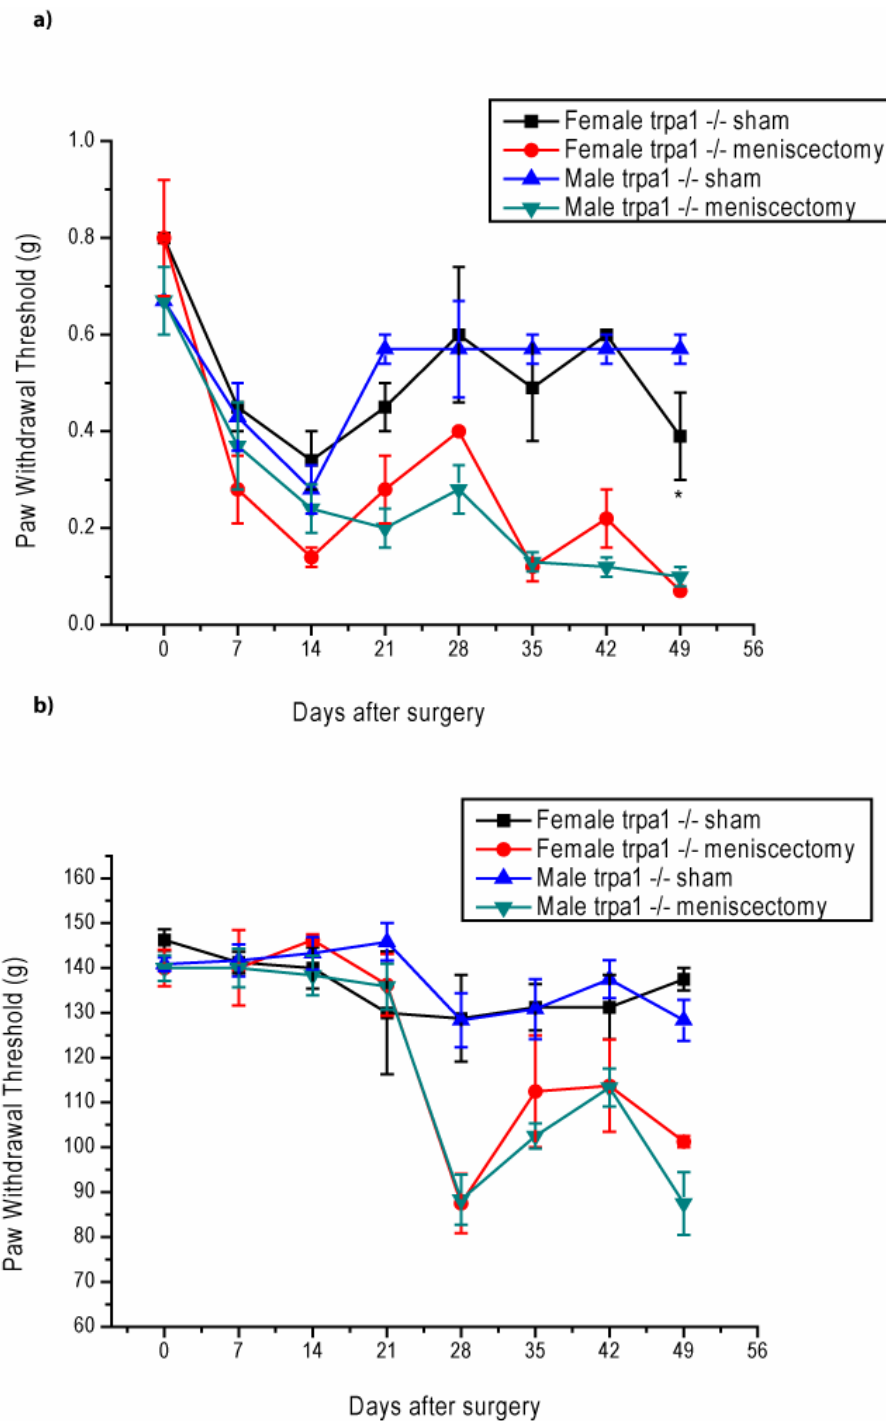 a)
Female trpa1 -/- sham
Female trpa1 -/- meniscectomy
Male trpa1 -/- sham
Male trpa1 -/- meniscectomy
Paw Withdrawal Threshold (g)
1.0
0.8
0.6
0.4
0.2
0.0
*
0 7 14 21 28 35 42 49 56
Days after surgery
b)
Female trpa1 -/- sham
Female trpa1 -/- meniscectomy
Male trpa1 -/- sham
Male trpa1 -/- meniscectomy
Paw Withdrawal Threshold (g)
160
150
140
130
120
110
100
90
80
70
60
0 7 14 21 28 35 42 49 56
Days after surgery